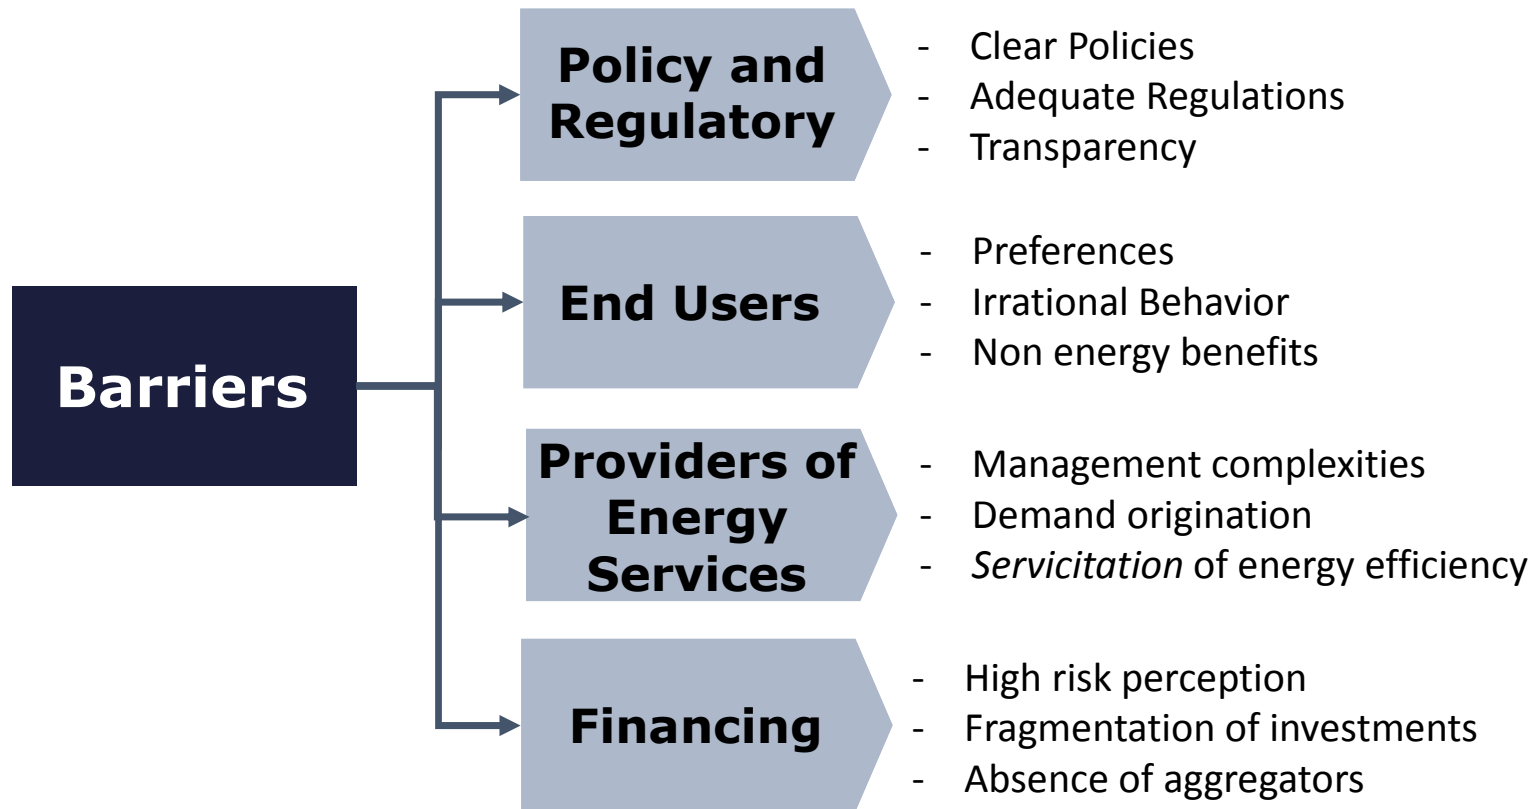 Barriers
Policy and
Regulatory
- Clear Policies
- Adequate Regulations
- Transparency
End Users
- Preferences
- Irrational Behavior
- Non energy benefits
Providers of
Energy
Services
- Management complexities
- Demand origination
- Servicitation of energy efficiency
Financing
- High risk perception
- Fragmentation of investments
- Absence of aggregators